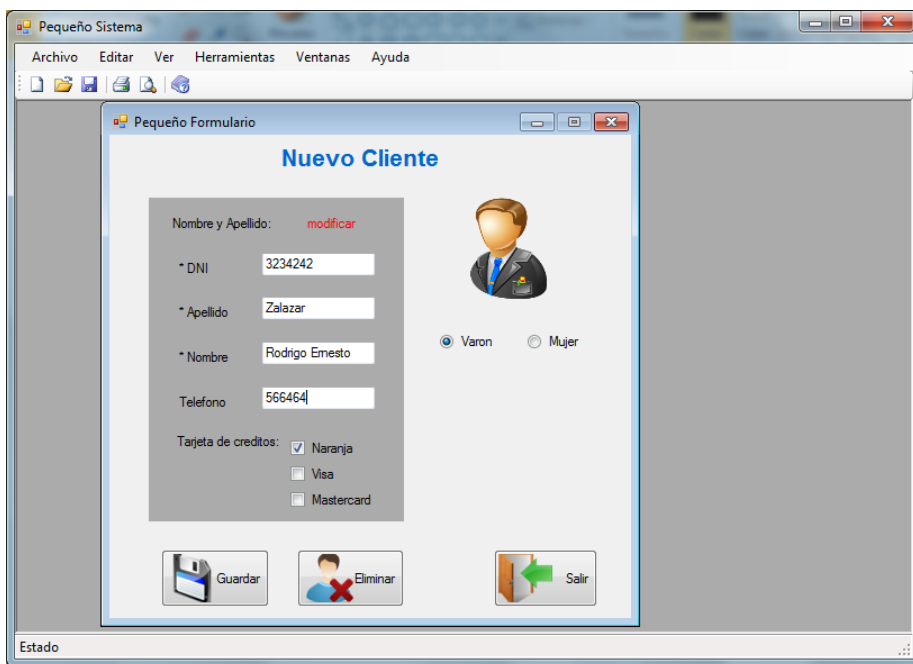 Pequeño Sistema
Archivo Editar Ver Herramientas Ventanas Ayuda
Pequeño Formulario
Nuevo Cliente
Nombre y Apellido: modificar
* DNI 3234242
* Apellido Zalazar
* Nombre Rodrigo Ernesto
Telefono 566464
Varon Mujer
Tarjeta de creditos: Naranja
Visa
Mastercard
Guardar Eliminar Salir
Estado